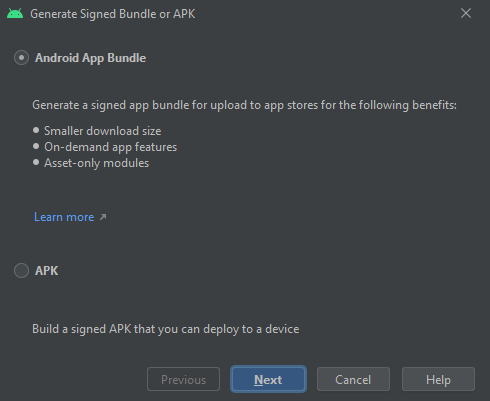 Generate Signed Bundle or APK
Android App Bundle
Generate a signed app bundle for upload to app stores for the following benefits:
• Smaller download size
• On-demand app features
• Asset-only modules
Learn more ↗
APK
Build a signed APK that you can deploy to a device
Previous Next Cancel Help